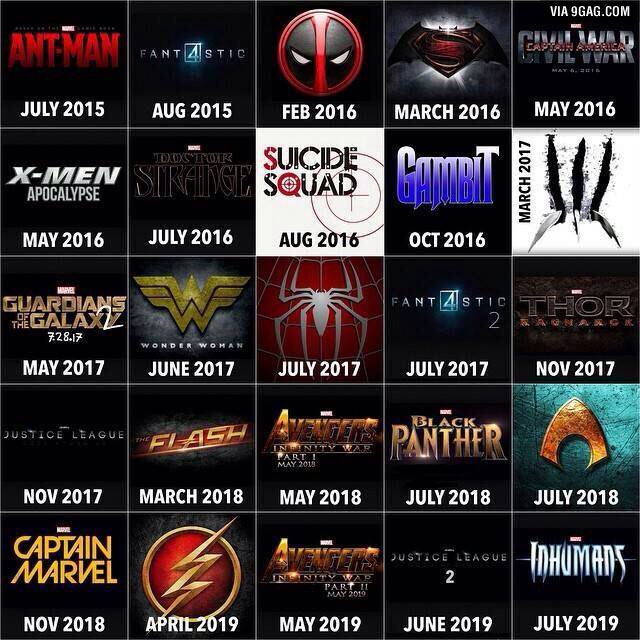 VIA 9GAG.COM
BASED ON THE MARVEL COMIC BOOK
ANT-MAN
JULY 2015
FANT4STIC
AUG 2015
FEB 2016
MARCH 2016
MARVEL
CIVIL WAR
CAPTAIN AMERICA
MAY 6, 2016
MAY 2016
X-MEN
APOCALYPSE
MAY 2016
MARVEL
DOCTOR
STRANGE
JULY 2016
SUICIDE
SQUAD
AUG 2016
GAMBIT
OCT 2016
MARCH 2017
MARVEL
GUARDIANS
OF THE GALAXY 2
7.28.17
MAY 2017
WONDER WOMAN
JUNE 2017
JULY 2017
FANT4STIC
2
JULY 2017
MARVEL
THOR
RAGNAROK
NOV 2017
JUSTICE LEAGUE
NOV 2017
THE FLASH
MARCH 2018
MARVEL
AVENGERS
INFINITY WAR
PART I
MAY 2018
MAY 2018
MARVEL
BLACK
PANTHER
JULY 2018
JULY 2018
MARVEL
CAPTAIN
MARVEL
NOV 2018
APRIL 2019
MARVEL
AVENGERS
INFINITY WAR
PART II
MAY 2019
MAY 2019
JUSTICE LEAGUE
2
JUNE 2019
MARVEL
INHUMANS
JULY 2019